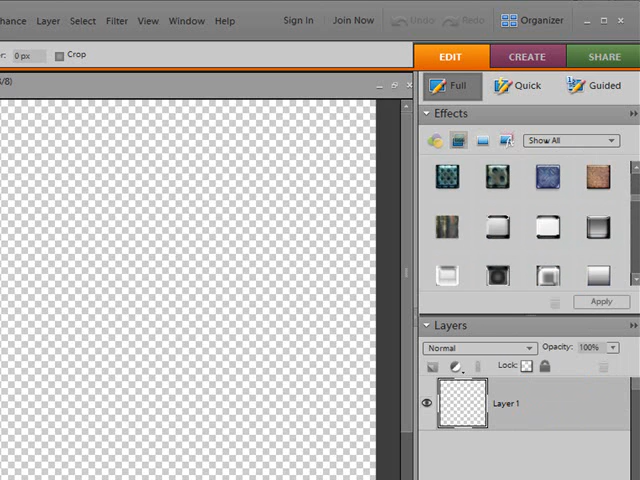 hance Layer Select Filter View Window Help Sign In Join Now Undo Redo Organizer
r: 0 px Crop EDIT CREATE SHARE
/8) Full Quick Guided
Effects
Show All
Apply
Layers
Normal Opacity: 100%
Lock:
Layer 1